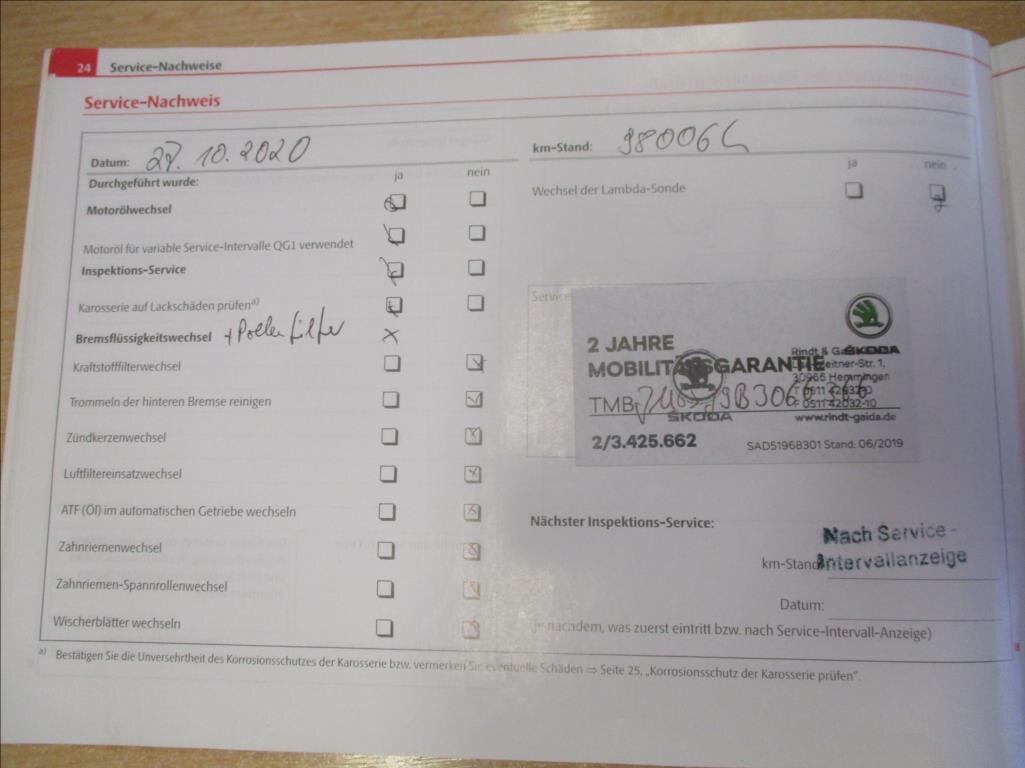 24 Service-Nachweise
Service-Nachweis
Datum: 27. 10. 2020
km-Stand:
Durchgeführt wurde: ja nein
ja nein
Motorölwechsel
Wechsel der Lambda-Sonde
Motoröl für variable Service-Intervalle QG1 verwendet
Inspektions-Service
Karosserie auf Lackschäden prüfen a)
Bremsflüssigkeitswechsel + Pollenfilter
Kraftstofffilterwechsel
Trommeln der hinteren Bremse reinigen
Zündkerzenwechsel
Luftfiltereinsatzwechsel
ATF (Öl) im automatischen Getriebe wechseln
Zahnriemenwechsel
Zahnriemen-Spannrollenwechsel
Wischerblätter wechseln
Service
2 JAHRE
MOBILITÄTSGARANTIE
ŠKODA
Rindt &
30966 Hemmingen
www.rindt-gaida.de
TMB
ŠKODA
2/3.425.662
SAD51968301 Stand: 06/2019
Nächster Inspektions-Service:
Nach Service-
km-Stand Intervallanzeige
Datum:
(je nachdem, was zuerst eintritt bzw. nach Service-Intervall-Anzeige)
a) Bestätigen Sie die Unversehrtheit des Korrosionsschutzes der Karosserie bzw. vermerken Sie eventuelle Schäden ⇒ Seite 25, „Korrosionsschutz der Karosserie prüfen“.